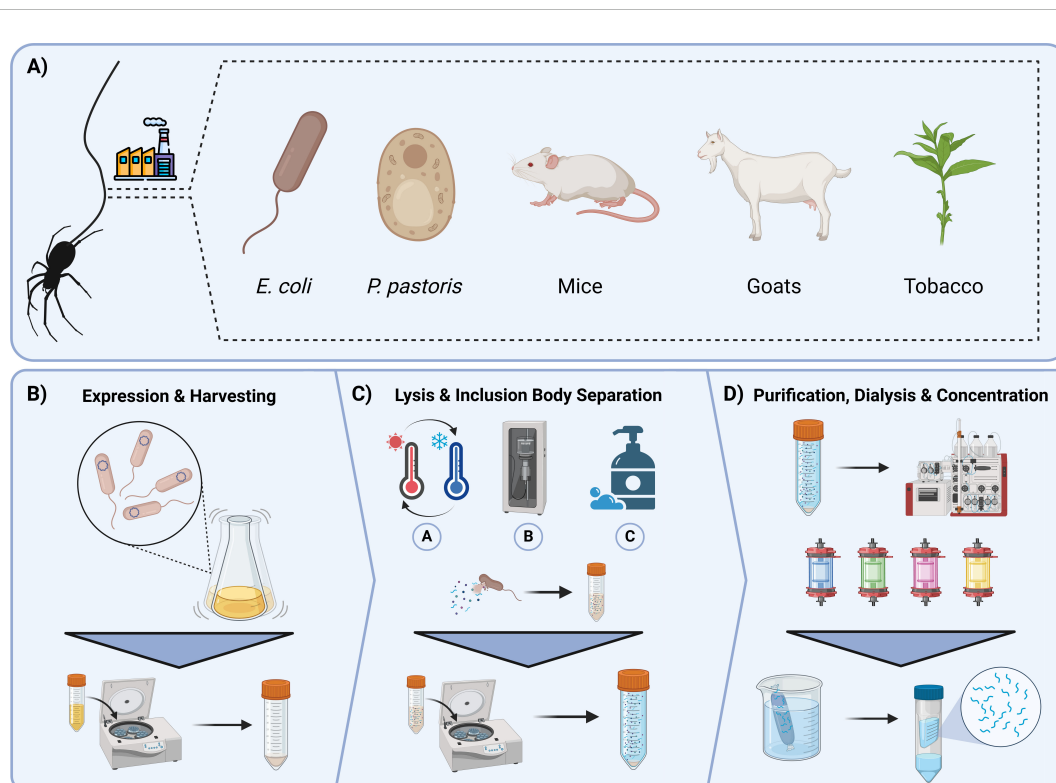 A)
E. coli
P. pastoris
Mice
Goats
Tobacco
B)
Expression & Harvesting
C)
Lysis & Inclusion Body Separation
A
B
C
D)
Purification, Dialysis & Concentration